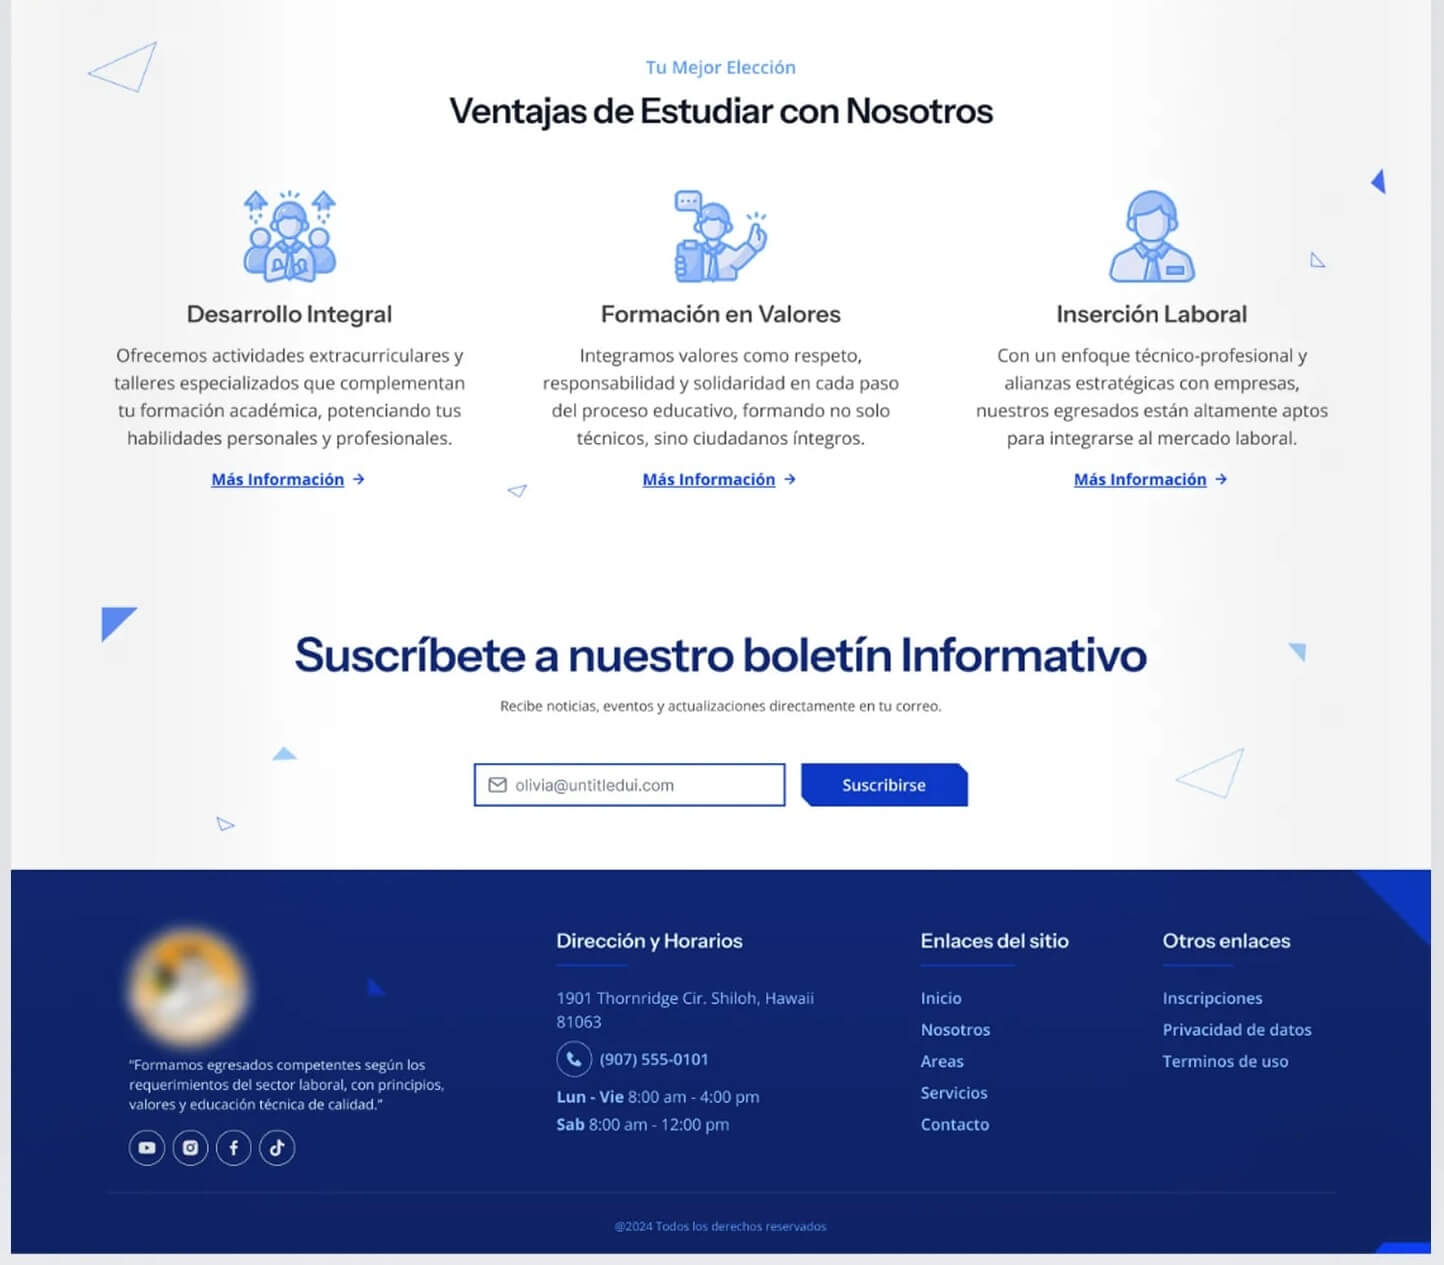 Tu Mejor Elección
Ventajas de Estudiar con Nosotros
Desarrollo Integral
Ofrecemos actividades extracurriculares y
talleres especializados que complementan
tu formación académica, potenciando tus
habilidades personales y profesionales.
Más Información
Formación en Valores
Integramos valores como respeto,
responsabilidad y solidaridad en cada paso
del proceso educativo, formando no solo
técnicos, sino ciudadanos íntegros.
Más Información
Inserción Laboral
Con un enfoque técnico-profesional y
alianzas estratégicas con empresas,
nuestros egresados están altamente aptos
para integrarse al mercado laboral.
Más Información
Suscríbete a nuestro boletín Informativo
Recibe noticias, eventos y actualizaciones directamente en tu correo.
olivia@untitledui.com
Suscribirse
"Formamos egresados competentes según los
requerimientos del sector laboral, con principios,
valores y educación técnica de calidad."
Dirección y Horarios
1901 Thornridge Cir. Shiloh, Hawaii
81063
(907) 555-0101
Lun - Vie 8:00 am - 4:00 pm
Sab 8:00 am - 12:00 pm
Enlaces del sitio
Inicio
Nosotros
Areas
Servicios
Contacto
Otros enlaces
Inscripciones
Privacidad de datos
Terminos de uso
@2024 Todos los derechos reservados